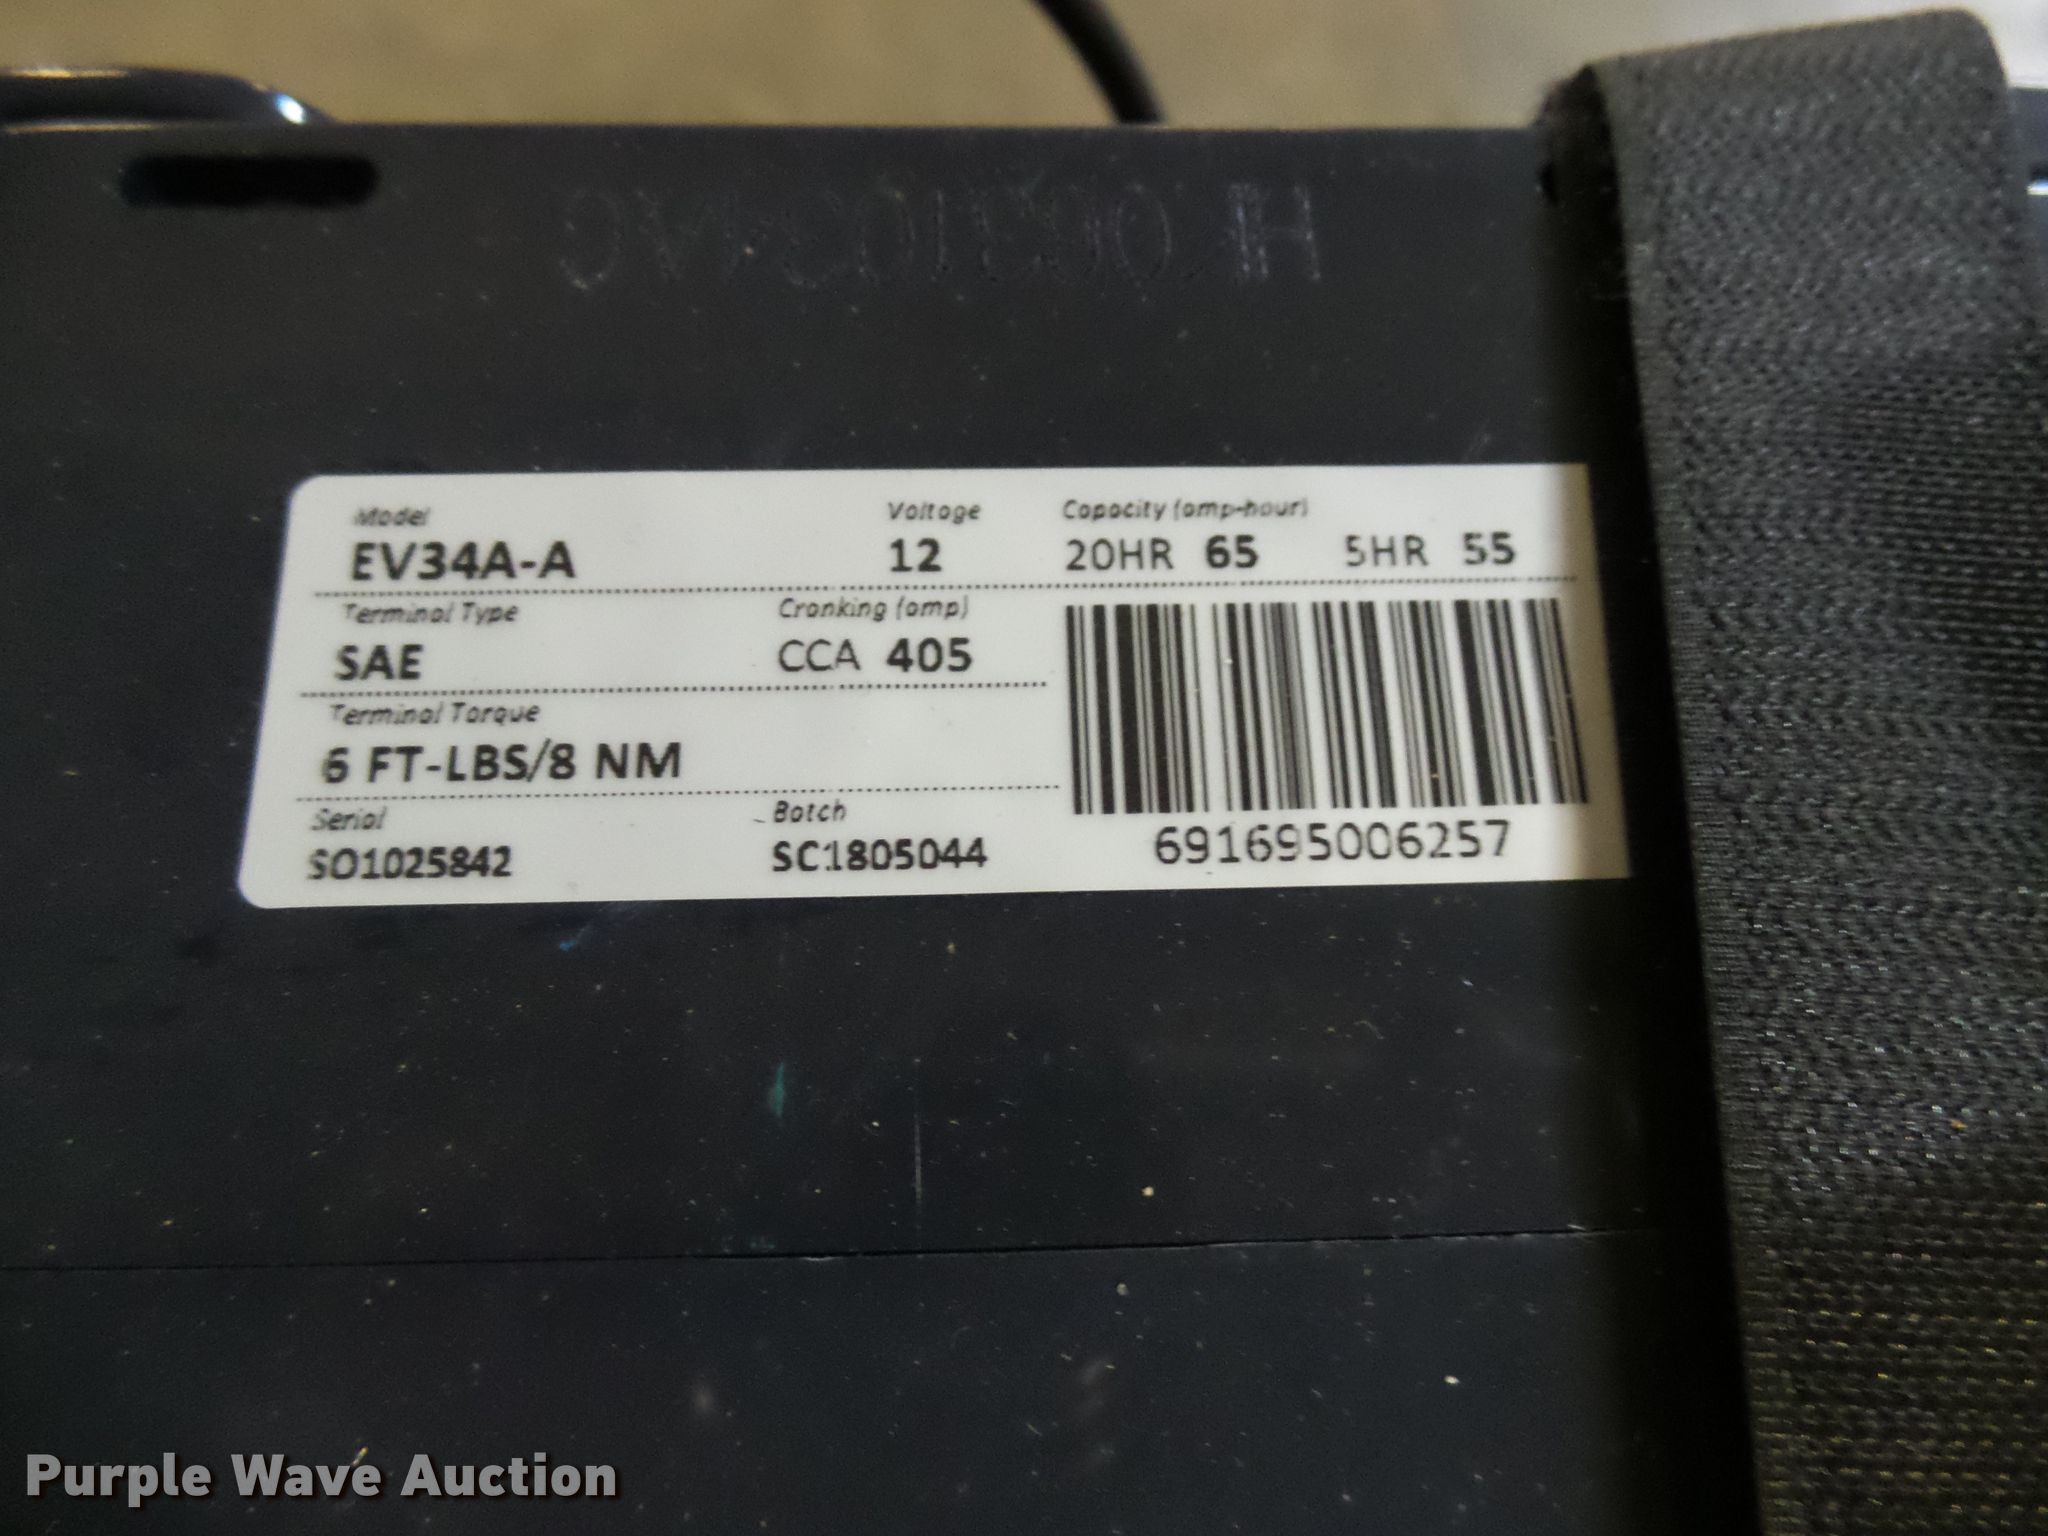 Model Voltage Capacity (amp-hour)
EV34A-A 12 20HR 65 5HR 55
Terminal Type Cranking (amp)
SAE CCA 405
Terminal Torque
6 FT-LBS/8 NM
Serial Batch
SO1025842 SC1805044
691695006257
Purple Wave Auction